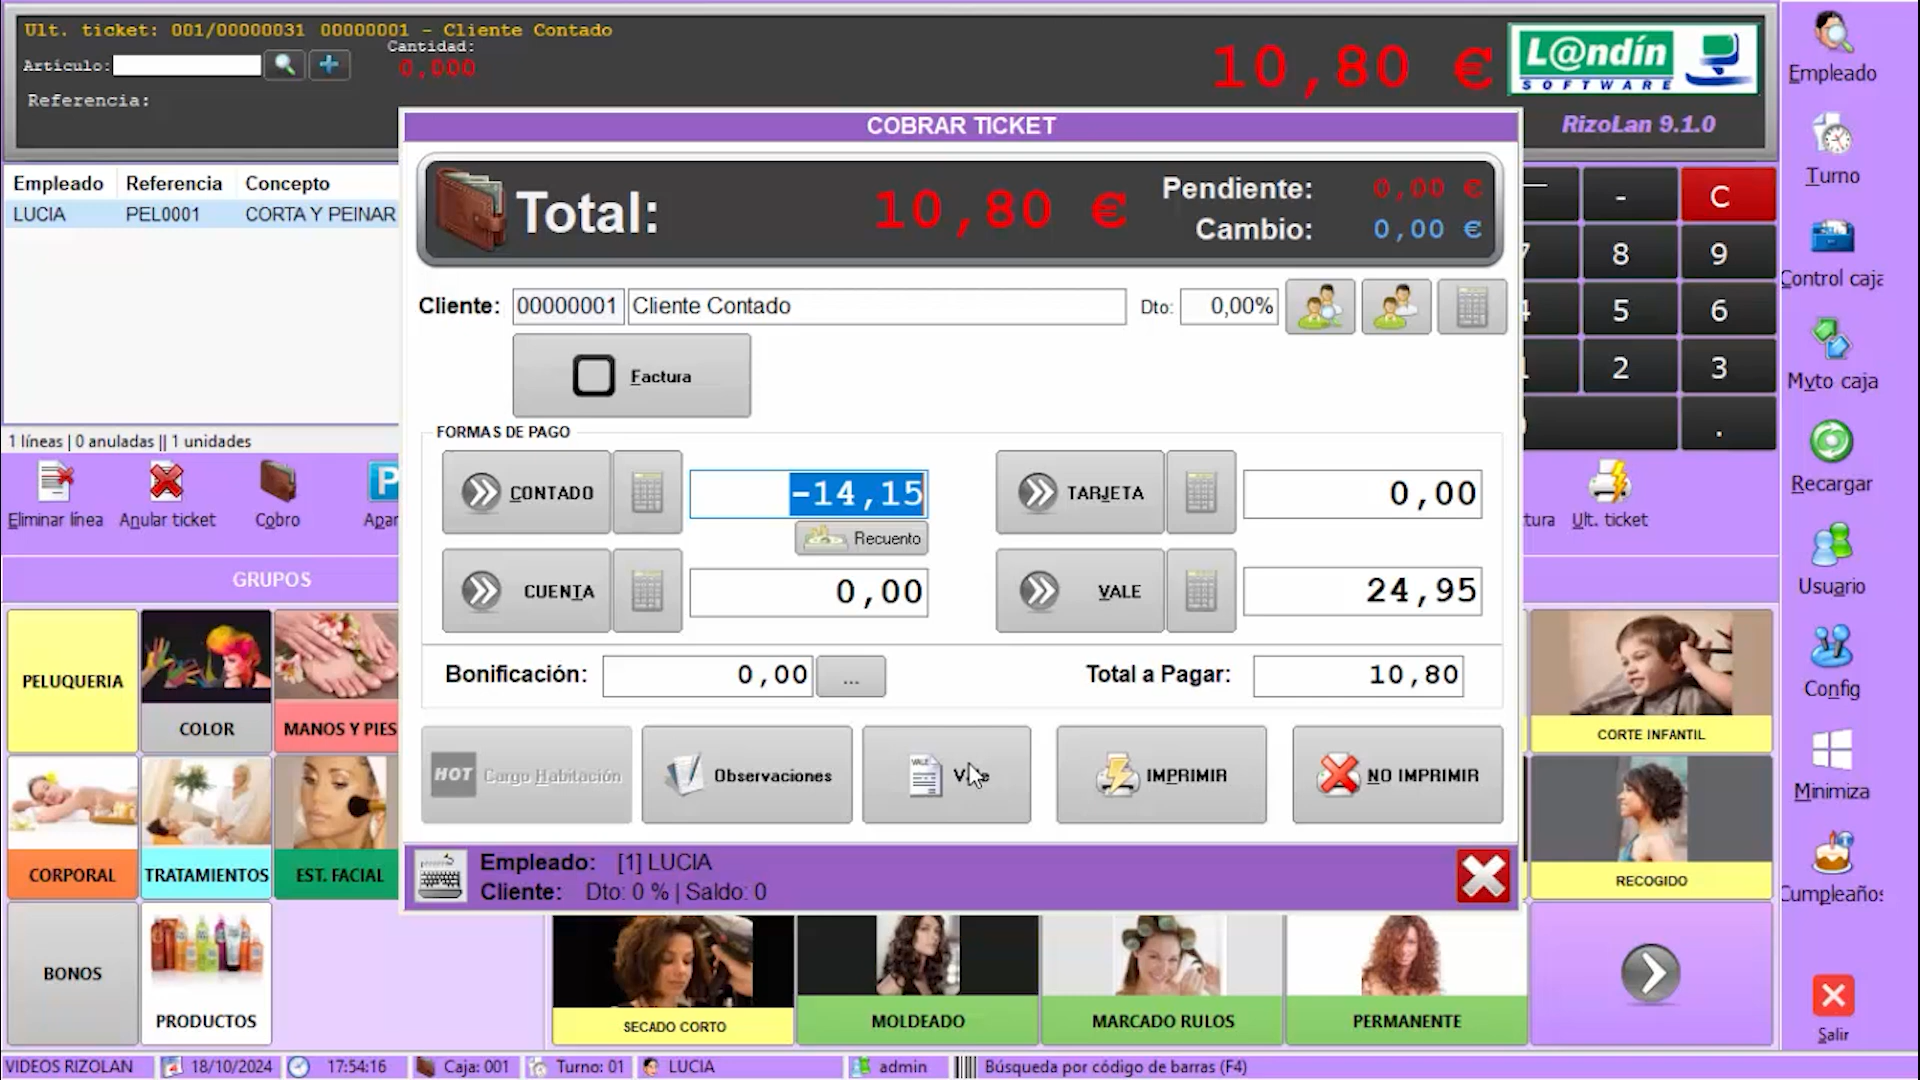 Ult. ticket: 001/00000031 00000001 - Cliente Contado
Articulo:
Cantidad:
0,000
Referencia:
10,80 €
L@ndín
SOFTWARE
RizoLan 9.1.0
Empleado Referencia Concepto
LUCIA PEL0001 CORTA Y PEINAR
1 líneas | 0 anuladas || 1 unidades
Eliminar línea
Anular ticket
Cobro
Ult. ticket
GRUPOS
PELUQUERIA
COLOR
MANOS Y PIES
CORPORAL
TRATAMIENTOS
EST. FACIAL
BONOS
PRODUCTOS
COBRAR TICKET
Total:
10,80 €
Pendiente: 0,00 €
Cambio: 0,00 €
Cliente: 00000001 Cliente Contado Dto: 0,00%
Factura
FORMAS DE PAGO
CONTADO -14,15
TARJETA 0,00
Recuento
CUENTA 0,00
VALE 24,95
Bonificación: 0,00 ...
Total a Pagar: 10,80
HOT Cargo Habitación
Observaciones
VALE
IMPRIMIR
NO IMPRIMIR
Empleado: [1] LUCIA
Cliente: Dto: 0 % | Saldo: 0
- C
8 9
5 6
2 3
.
CORTE INFANTIL
RECOGIDO
SECADO CORTO
MOLDEADO
MARCADO RULOS
PERMANENTE
Empleado
Turno
Control caja
Myto caja
Recargar
Usuario
Config
Minimiza
Cumpleaños
Salir
VIDEOS RIZOLAN 18/10/2024 17:54:16 Caja: 001 Turno: 01 LUCIA admin Búsqueda por código de barras (F4)